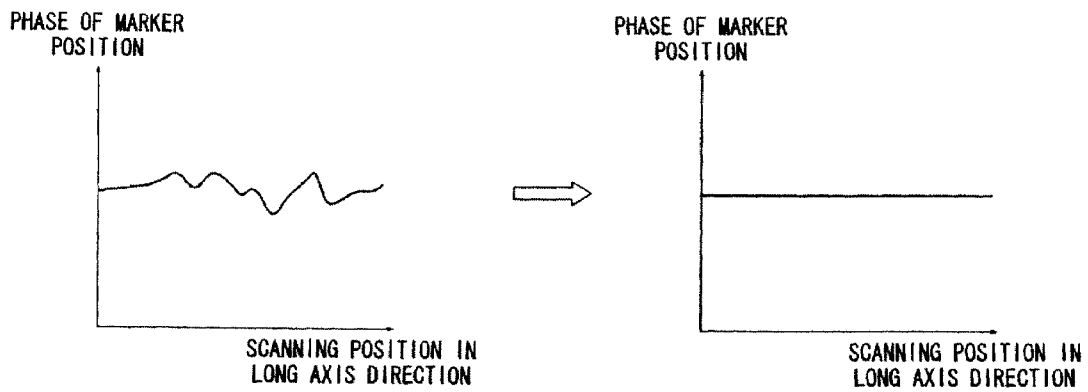 PHASE OF MARKER
POSITION
SCANNING POSITION IN
LONG AXIS DIRECTION
PHASE OF MARKER
POSITION
SCANNING POSITION IN
LONG AXIS DIRECTION